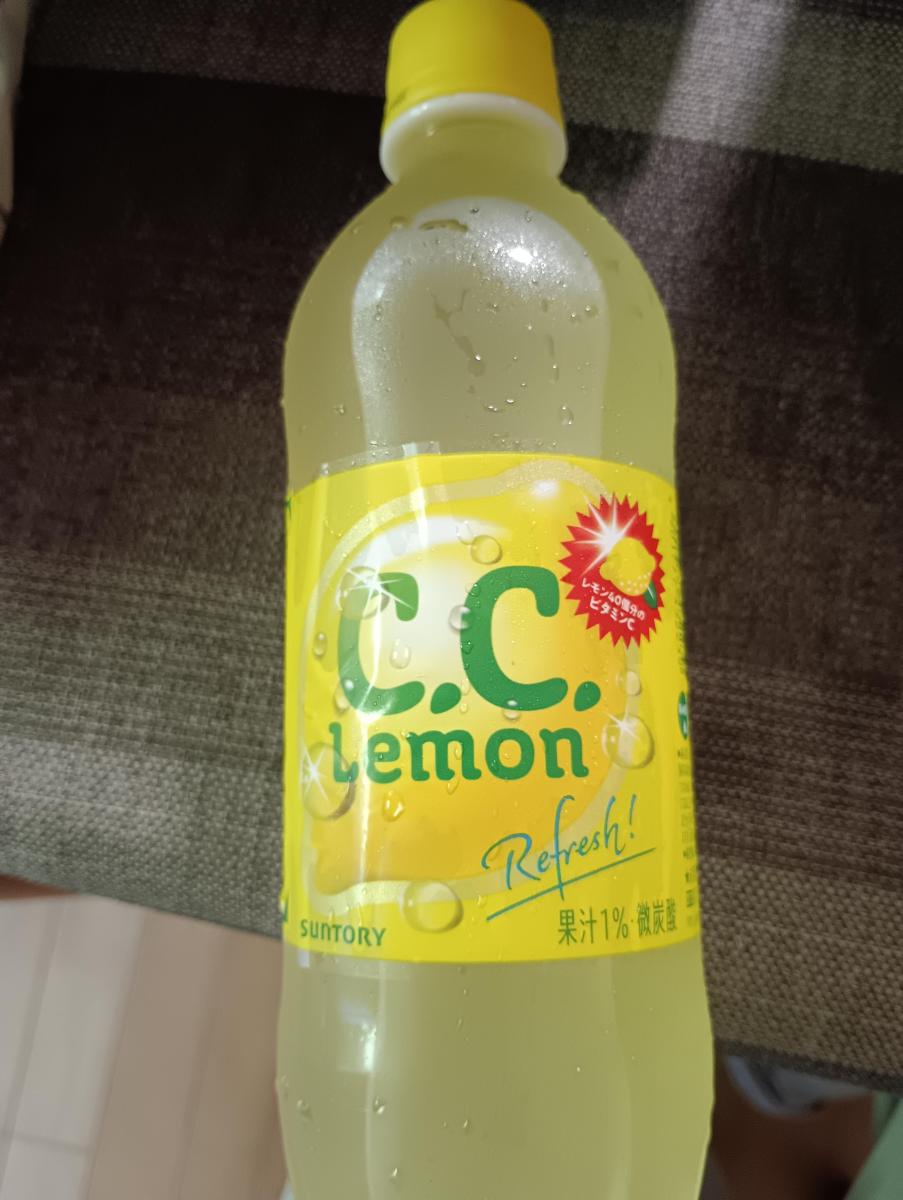 レモン40個分の
ビタミンC
C.C.
Lemon
Refresh!
SUNTORY
果汁1%・微炭酸